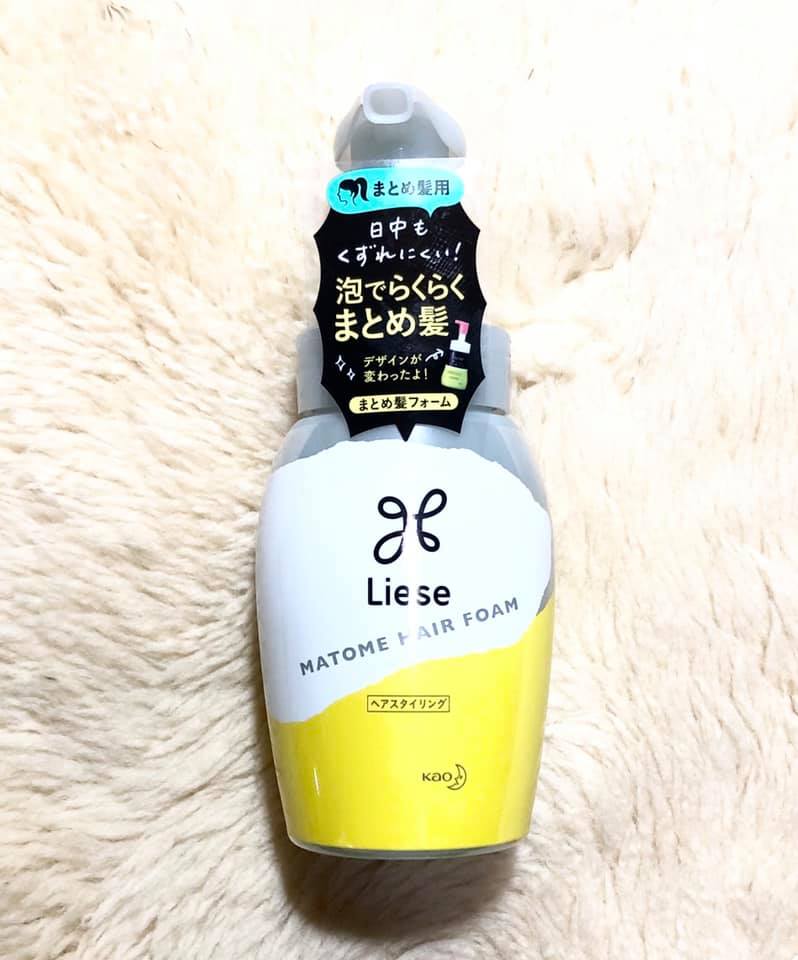 まとめ髪用
日中も
くずれにくい!
泡でらくらく
まとめ髪
デザインが
変わったよ!
まとめ髪フォーム
Liese
MATOME HAIR FOAM
ヘアスタイリング
Kao